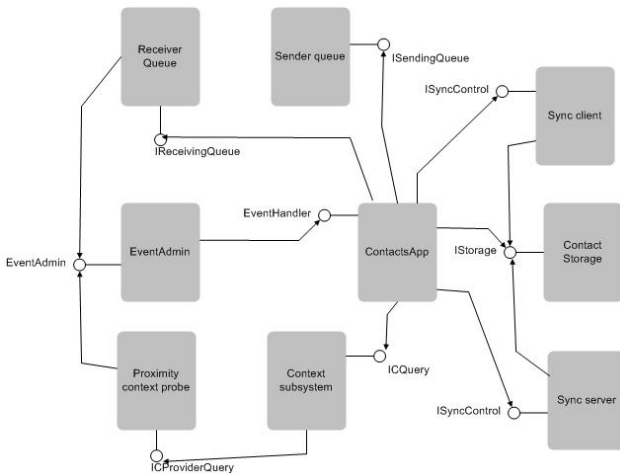 Receiver
Queue
Sender queue
ISendingQueue
ISyncControl
Sync client
IReceivingQueue
EventHandler
EventAdmin
EventAdmin
ContactsApp
IStorage
Contact
Storage
Proximity
context probe
Context
subsystem
ICQuery
ISyncControl
Sync server
ICProviderQuery